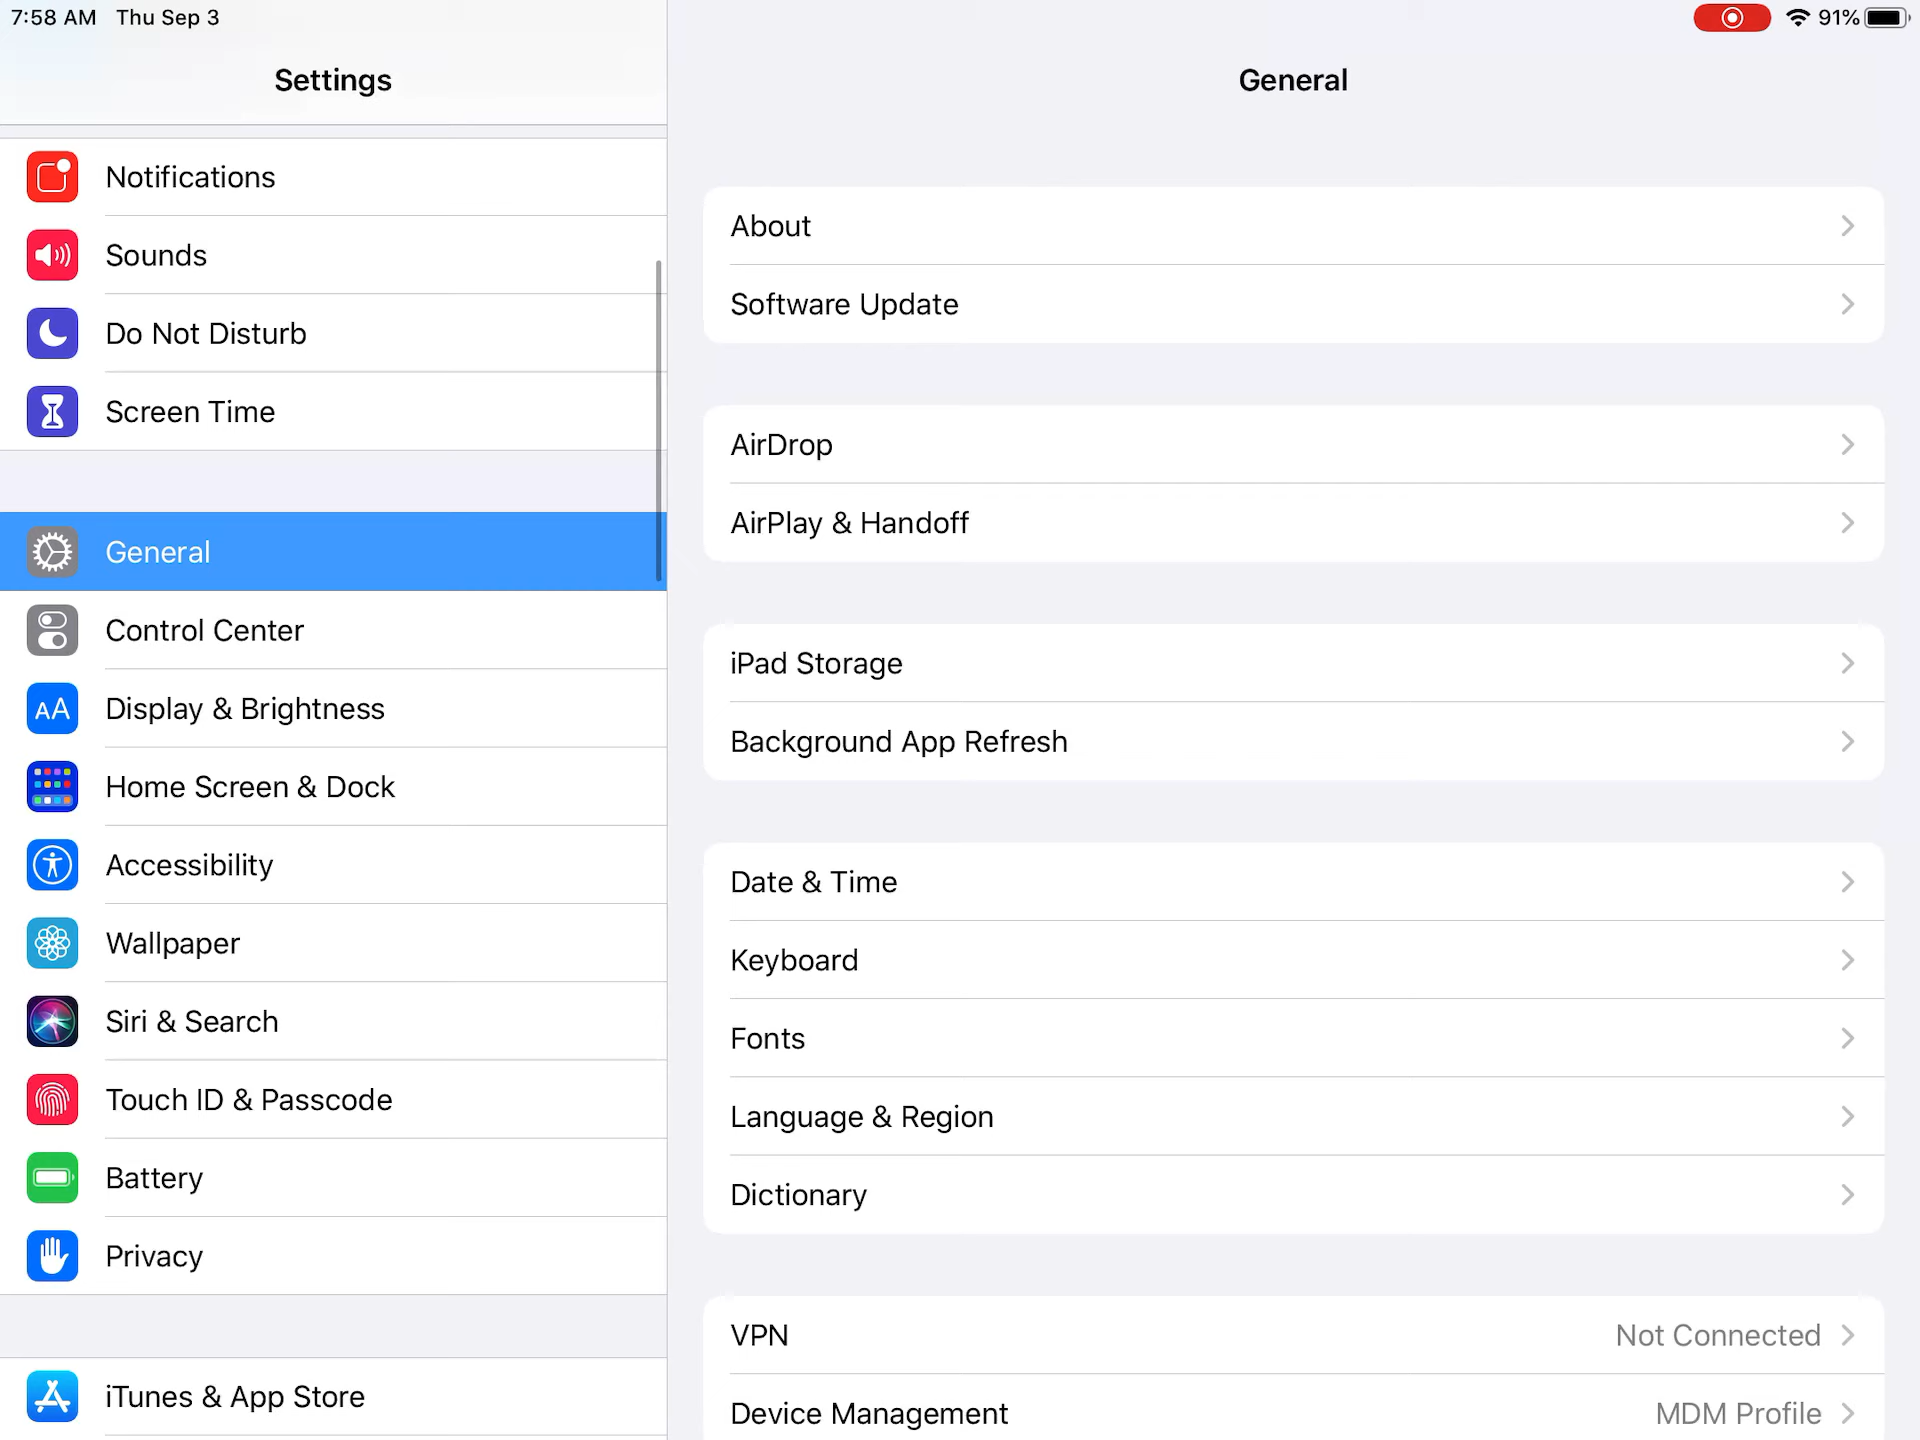 7:58 AM Thu Sep 3
91%
Settings
Notifications
Sounds
Do Not Disturb
Screen Time
General
Control Center
AA
Display & Brightness
Home Screen & Dock
Accessibility
Wallpaper
Siri & Search
Touch ID & Passcode
Battery
Privacy
iTunes & App Store
General
About
Software Update
AirDrop
AirPlay & Handoff
iPad Storage
Background App Refresh
Date & Time
Keyboard
Fonts
Language & Region
Dictionary
VPN Not Connected
Device Management MDM Profile